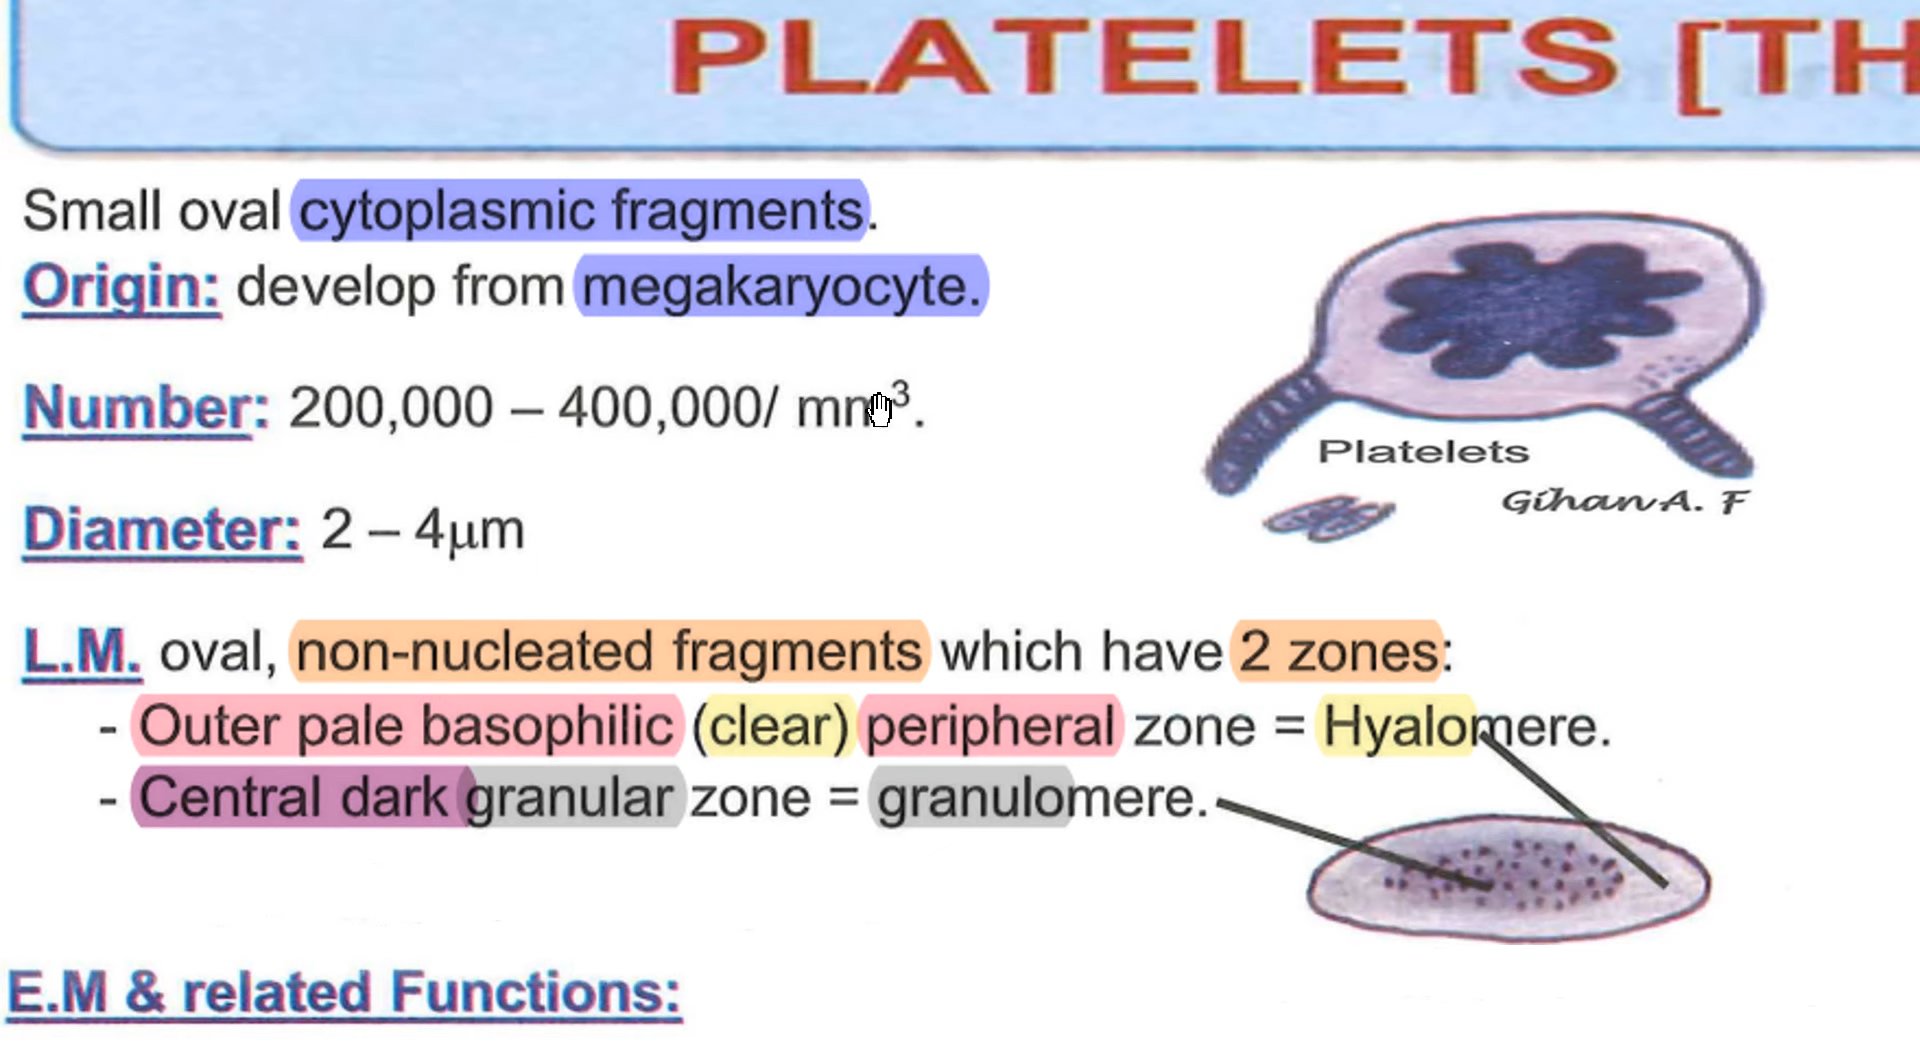 PLATELETS [TH
Small oval cytoplasmic fragments.
Origin: develop from megakaryocyte.
Number: 200,000 – 400,000/ mm³.
Platelets
Gihan A. F
Diameter: 2 – 4µm
L.M. oval, non-nucleated fragments which have 2 zones:
- Outer pale basophilic (clear) peripheral zone = Hyalomere.
- Central dark granular zone = granulomere.
E.M & related Functions: